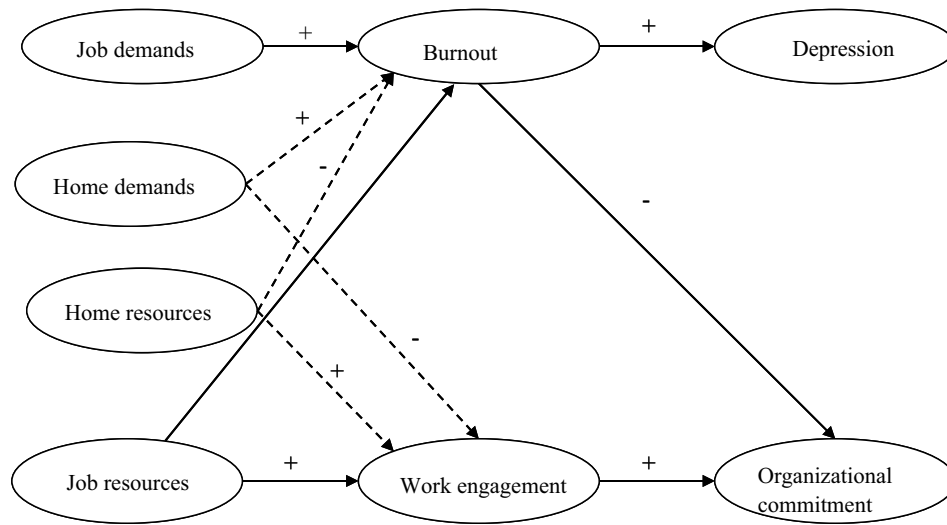 Job demands
+
Burnout
+
Depression
+
-
Home demands
-
Home resources
-
+
Job resources
+
Work engagement
+
Organizational
commitment